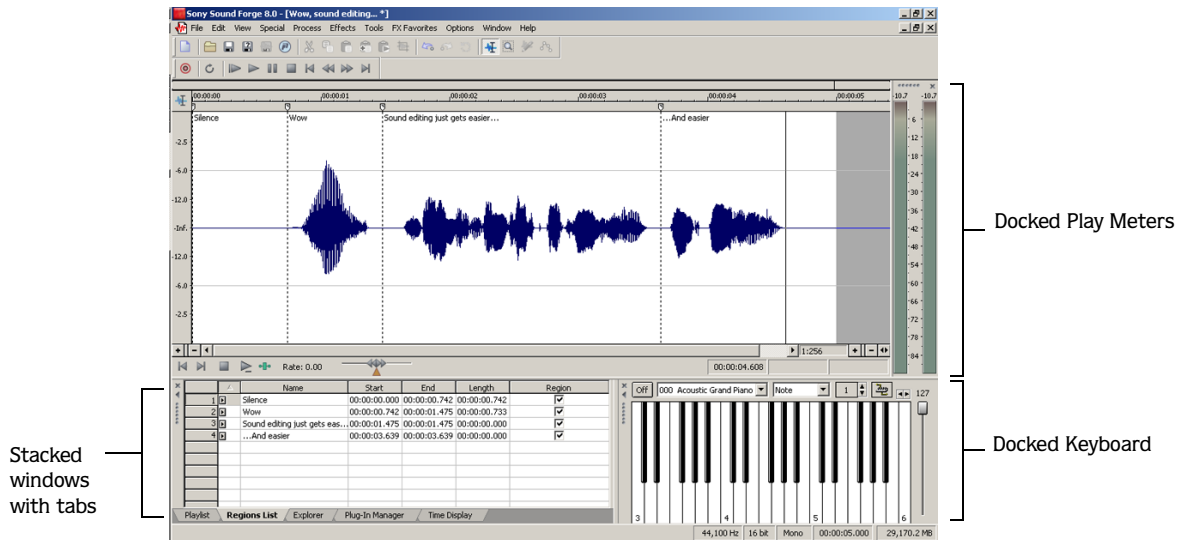 Sony Sound Forge 8.0 - [Wow, sound editing... *]
File Edit View Special Process Effects Tools FX Favorites Options Window Help
00:00:00 ,00:00:01 ,00:00:02 ,00:00:03 ,00:00:04 ,00:00:05
-10.7 -10.7
Silence Wow Sound editing just gets easier... ...And easier
-2.5
-6.0
-12.0
-Inf.
-12.0
-6.0
-2.5
- 6 -
- 12 -
- 18 -
- 24 -
- 30 -
- 36 -
- 42 -
- 48 -
- 54 -
- 60 -
- 66 -
- 72 -
- 78 -
- 84 -
Docked Play Meters
1:256
Rate: 0.00
00:00:04.608
Name Start End Length Region
1 Silence 00:00:00.000 00:00:00.742 00:00:00.742
2 Wow 00:00:00.742 00:00:01.475 00:00:00.733
3 Sound editing just gets eas... 00:00:01.475 00:00:01.475 00:00:00.000
4 ...And easier 00:00:03.639 00:00:03.639 00:00:00.000
Playlist Regions List Explorer Plug-In Manager Time Display
Off 000 Acoustic Grand Piano Note 1 127
3 4 5 6
Docked Keyboard
Stacked
windows
with tabs
44,100 Hz 16 bit Mono 00:00:05.000 29,170.2 MB